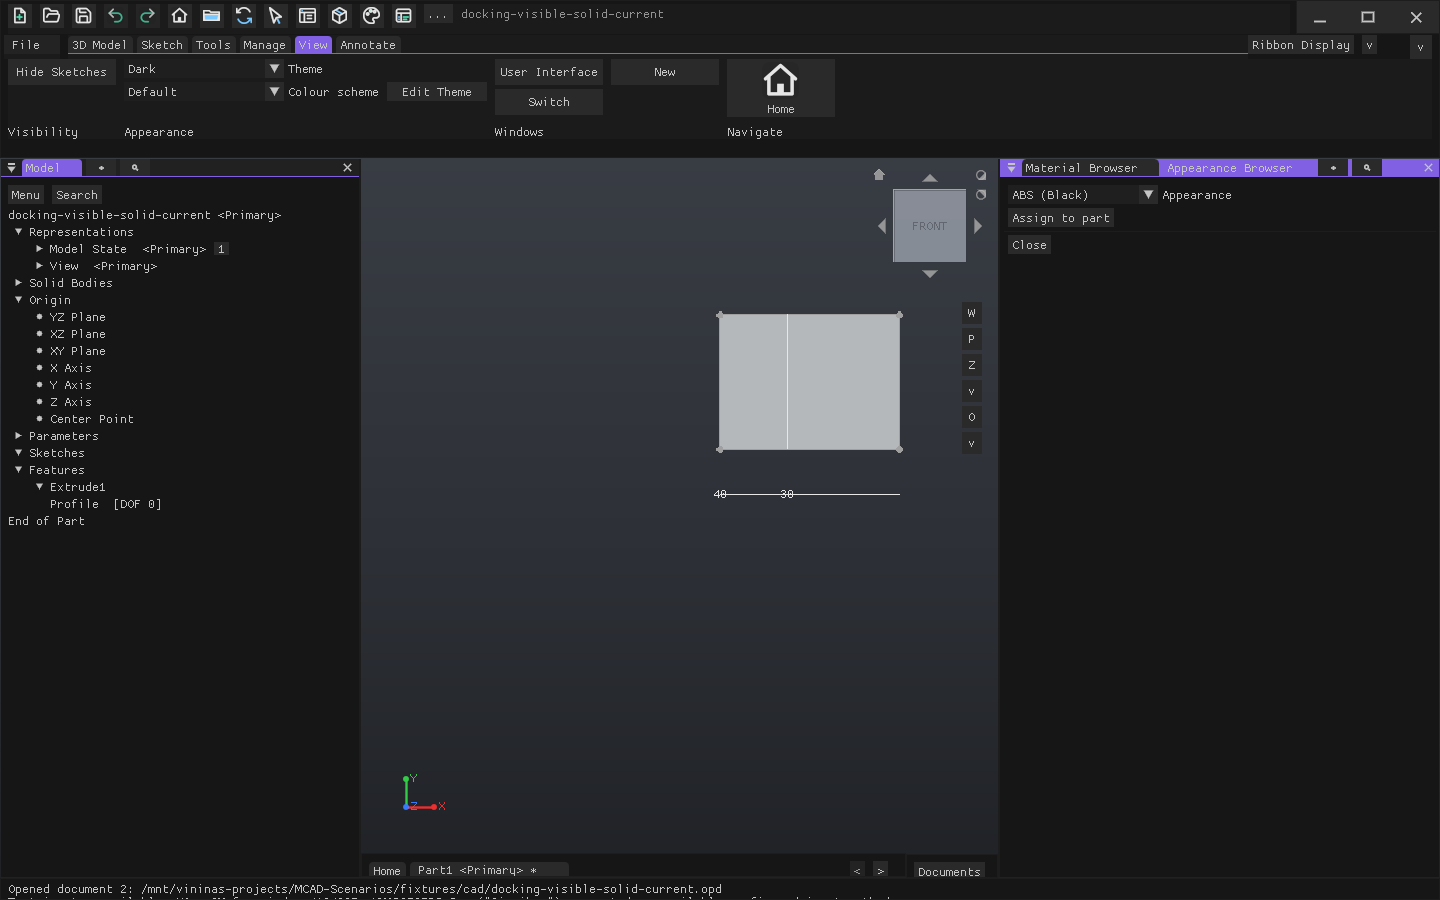 ... docking-visible-solid-current
File 3D Model Sketch Tools Manage View Annotate Ribbon Display v v
Hide Sketches Dark Theme User Interface New
Default Colour scheme Edit Theme Switch Home
Visibility Appearance Windows Navigate
Model Material Browser Appearance Browser
Menu Search ABS (Black) Appearance
docking-visible-solid-current <Primary> Assign to part
Representations FRONT
Model State <Primary> 1 Close
View <Primary>
Solid Bodies
Origin
YZ Plane W
XZ Plane P
XY Plane
X Axis Z
Y Axis v
Z Axis
Center Point O
Parameters v
Sketches
Features
Extrude1 40 30
Profile [DOF 0]
End of Part
Y
Z X
Home Part1 <Primary> * < > Documents
Opened document 2: /mnt/vininas-projects/MCAD-Scenarios/fixtures/cad/docking-visible-solid-current.opd